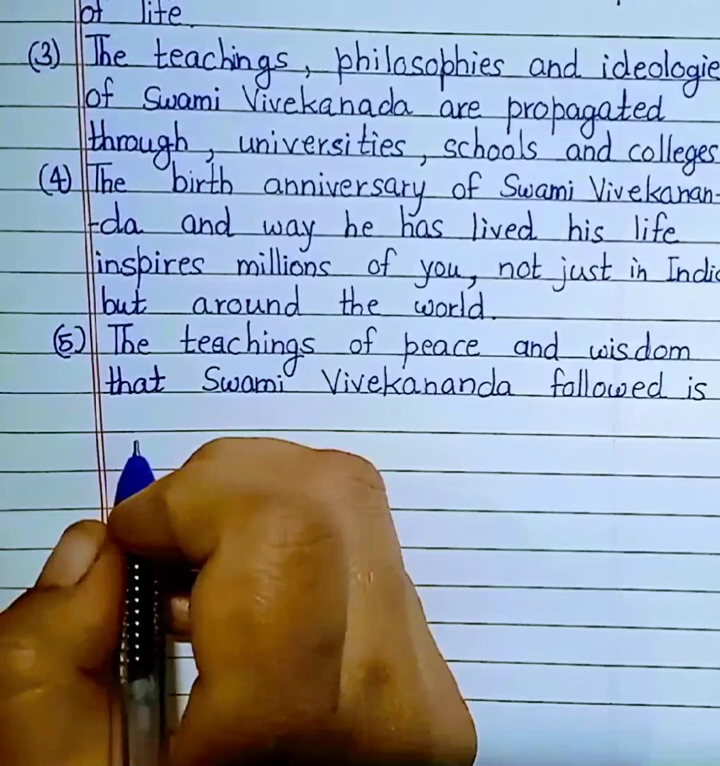 of life.
(3) The teachings, philosophies and ideologie
of Swami Vivekanada are propagated
through, universities, schools and colleges
(4) The birth anniversary of Swami Vivekanan-
-da and way he has lived his life
inspires millions of you, not just in India
but around the world.
(5) The teachings of peace and wisdom
that Swami Vivekananda followed is